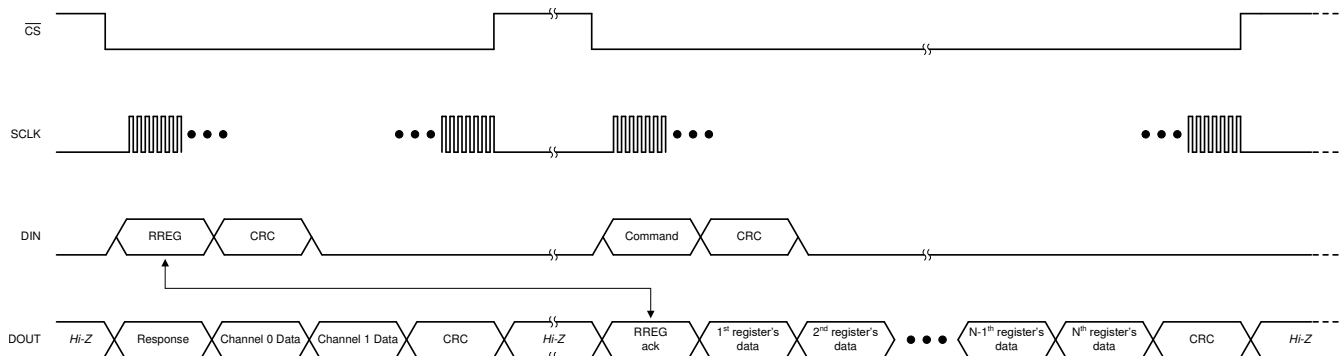 CS
SCLK
DIN
RREG
CRC
Command
CRC
DOUT
Hi-Z
Response
Channel 0 Data
Channel 1 Data
CRC
Hi-Z
RREG
ack
1st register's
data
2nd register's
data
N-1th register's
data
Nth register's
data
CRC
Hi-Z